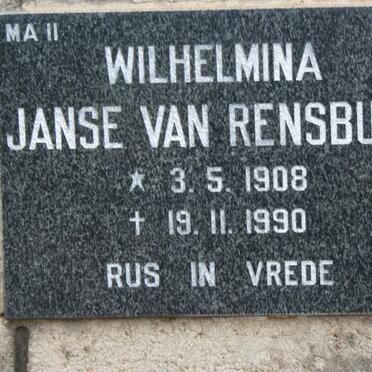 MA II
WILHELMINA
JANSE VAN RENSBU
★ 3. 5. 1908
† 19. 11. 1990
RUS IN VREDE